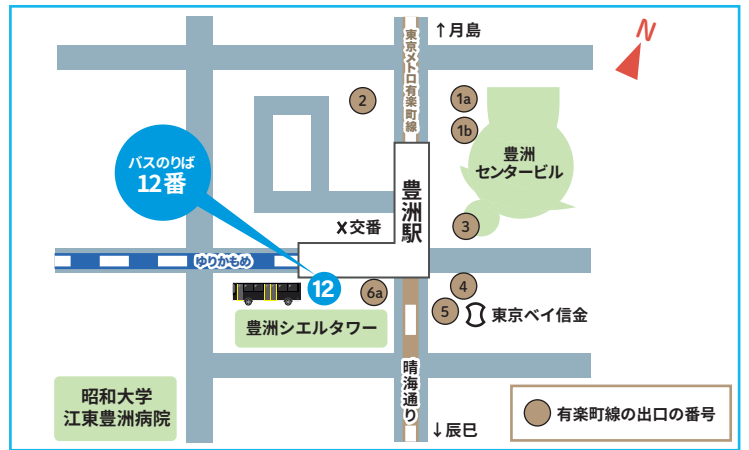 ↑月島
N
東京メトロ有楽町線
2
1a
1b
豊洲
センタービル
バスのりば
12番
豊洲駅
X交番
3
ゆりかもめ
12
6a
4
5
東京ベイ信金
豊洲シエルタワー
晴海通り
昭和大学
江東豊洲病院
有楽町線の出口の番号
↓辰巳